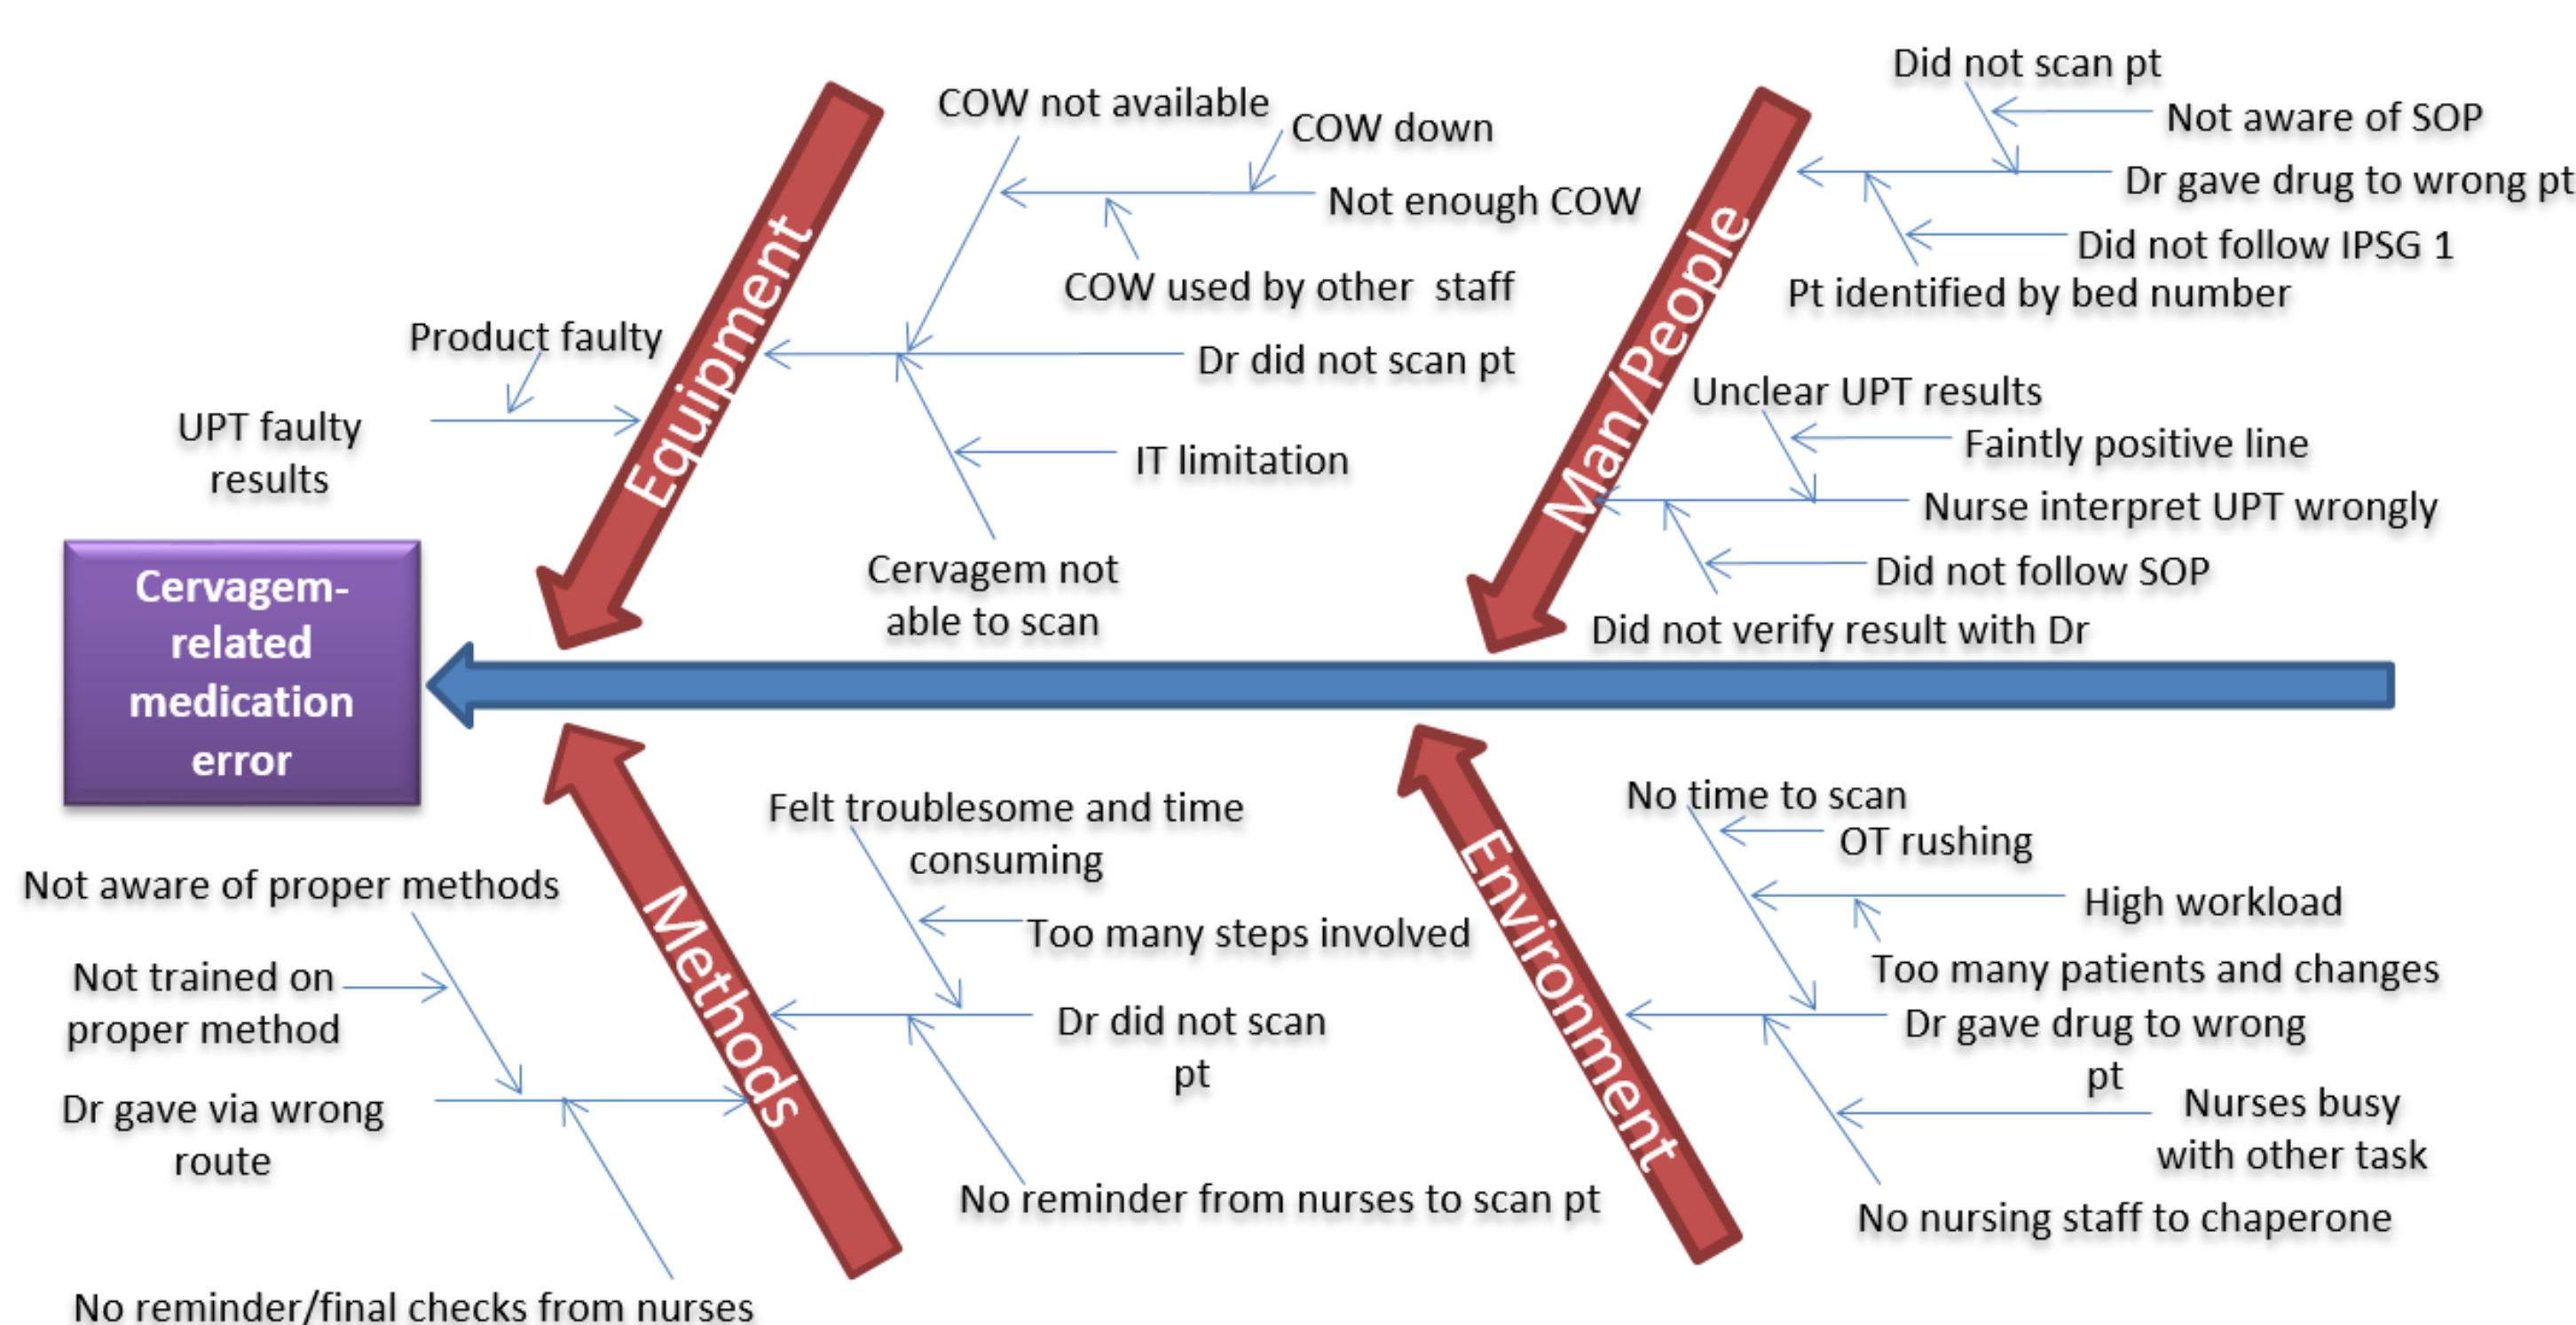 Did not scan pt
COW not available
COW down
Not aware of SOP
Dr gave drug to wrong pt
Not enough COW
Did not follow IPSG 1
COW used by other staff
Pt identified by bed number
Equipment
Man/People
Product faulty
Dr did not scan pt
Unclear UPT results
UPT faulty
results
Faintly positive line
IT limitation
Nurse interpret UPT wrongly
Cervagem not
able to scan
Did not follow SOP
Did not verify result with Dr
Cervagem-
related
medication
error
Felt troublesome and time
consuming
No time to scan
OT rushing
Not aware of proper methods
High workload
Too many steps involved
Methods
Environment
Not trained on
proper method
Too many patients and changes
Dr did not scan
pt
Dr gave drug to wrong
pt
Dr gave via wrong
route
Nurses busy
with other task
No reminder from nurses to scan pt
No nursing staff to chaperone
No reminder/final checks from nurses